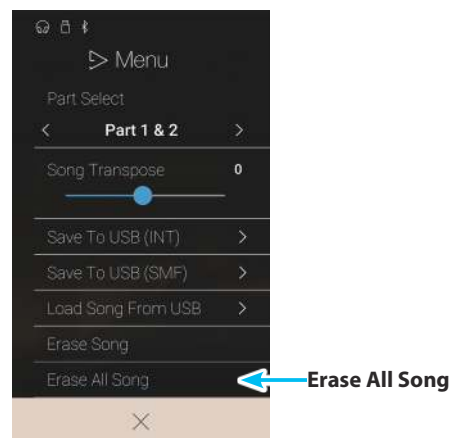 Menu
Part Select
< Part 1 & 2 >
Song Transpose 0
Save To USB (INT) >
Save To USB (SMF) >
Load Song From USB >
Erase Song
Erase All Song
Erase All Song